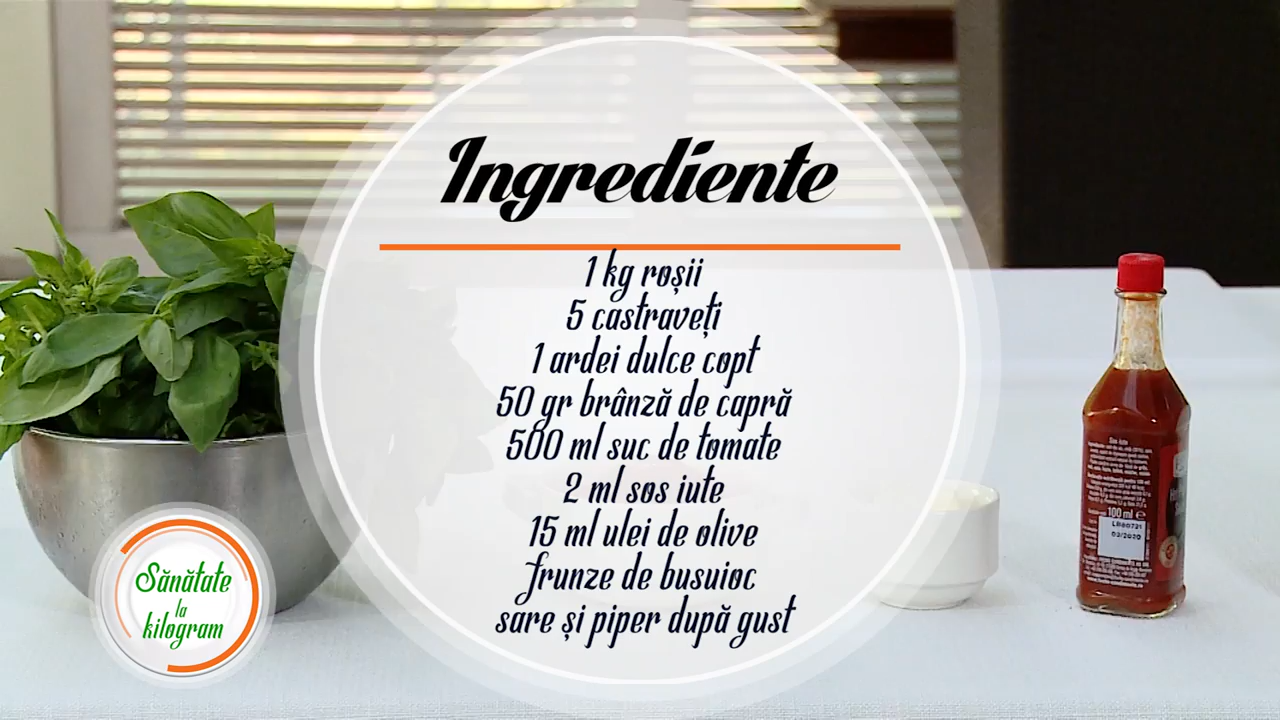 Ingrediente
1 kg roșii
5 castraveți
1 ardei dulce copt
50 gr brânză de capră
500 ml suc de tomate
2 ml sos iute
15 ml ulei de olive
frunze de busuioc
sare și piper după gust
Sănătate
la
kilogram
100 ml e
03/2020